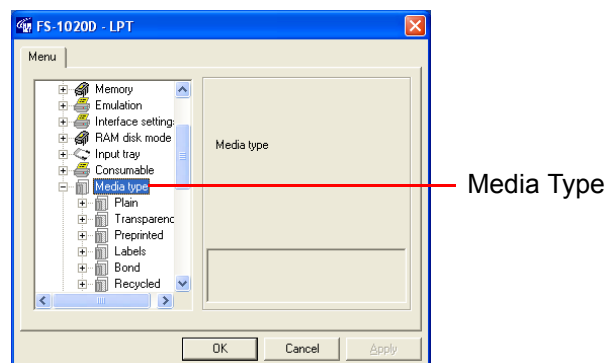 FS-1020D - LPT
Menu
Memory
Emulation
Interface setting
RAM disk mode
Input tray
Consumable
Media type
Plain
Transparenc
Preprinted
Labels
Bond
Recycled
Media type
Media Type
OK Cancel Apply